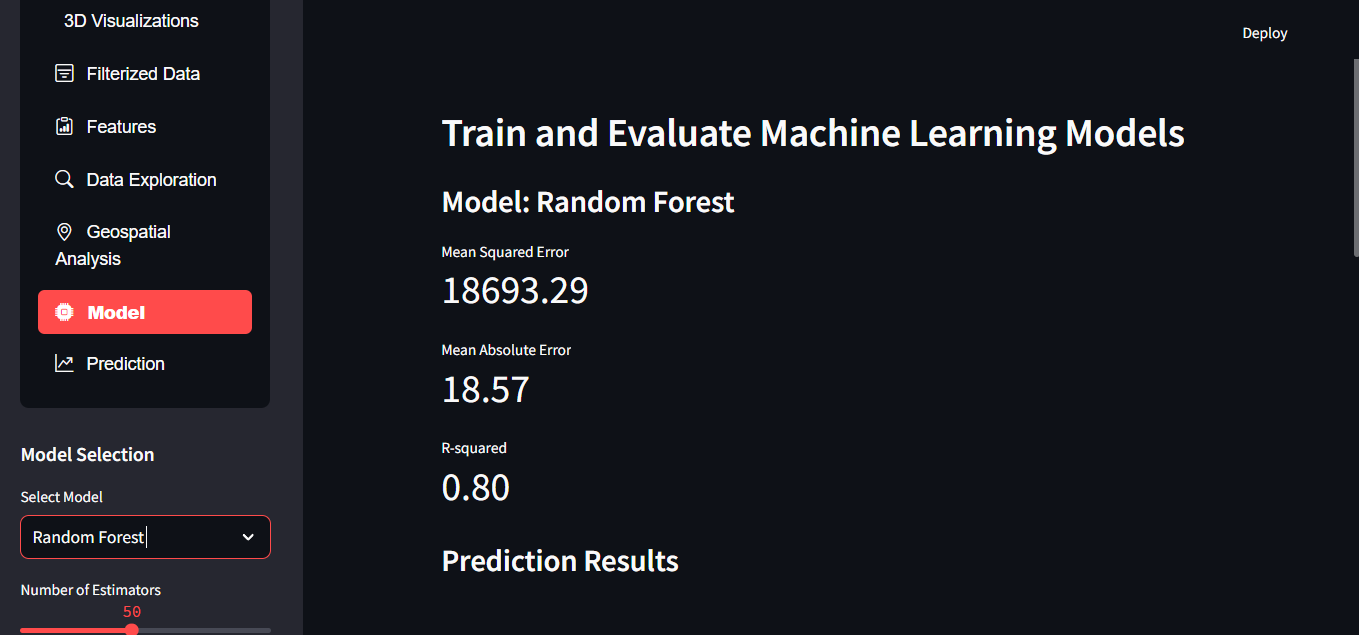 3D Visualizations
Filterized Data
Features
Data Exploration
Geospatial
Analysis
Model
Prediction
Model Selection
Select Model
Random Forest
Number of Estimators
50
Deploy
Train and Evaluate Machine Learning Models
Model: Random Forest
Mean Squared Error
18693.29
Mean Absolute Error
18.57
R-squared
0.80
Prediction Results